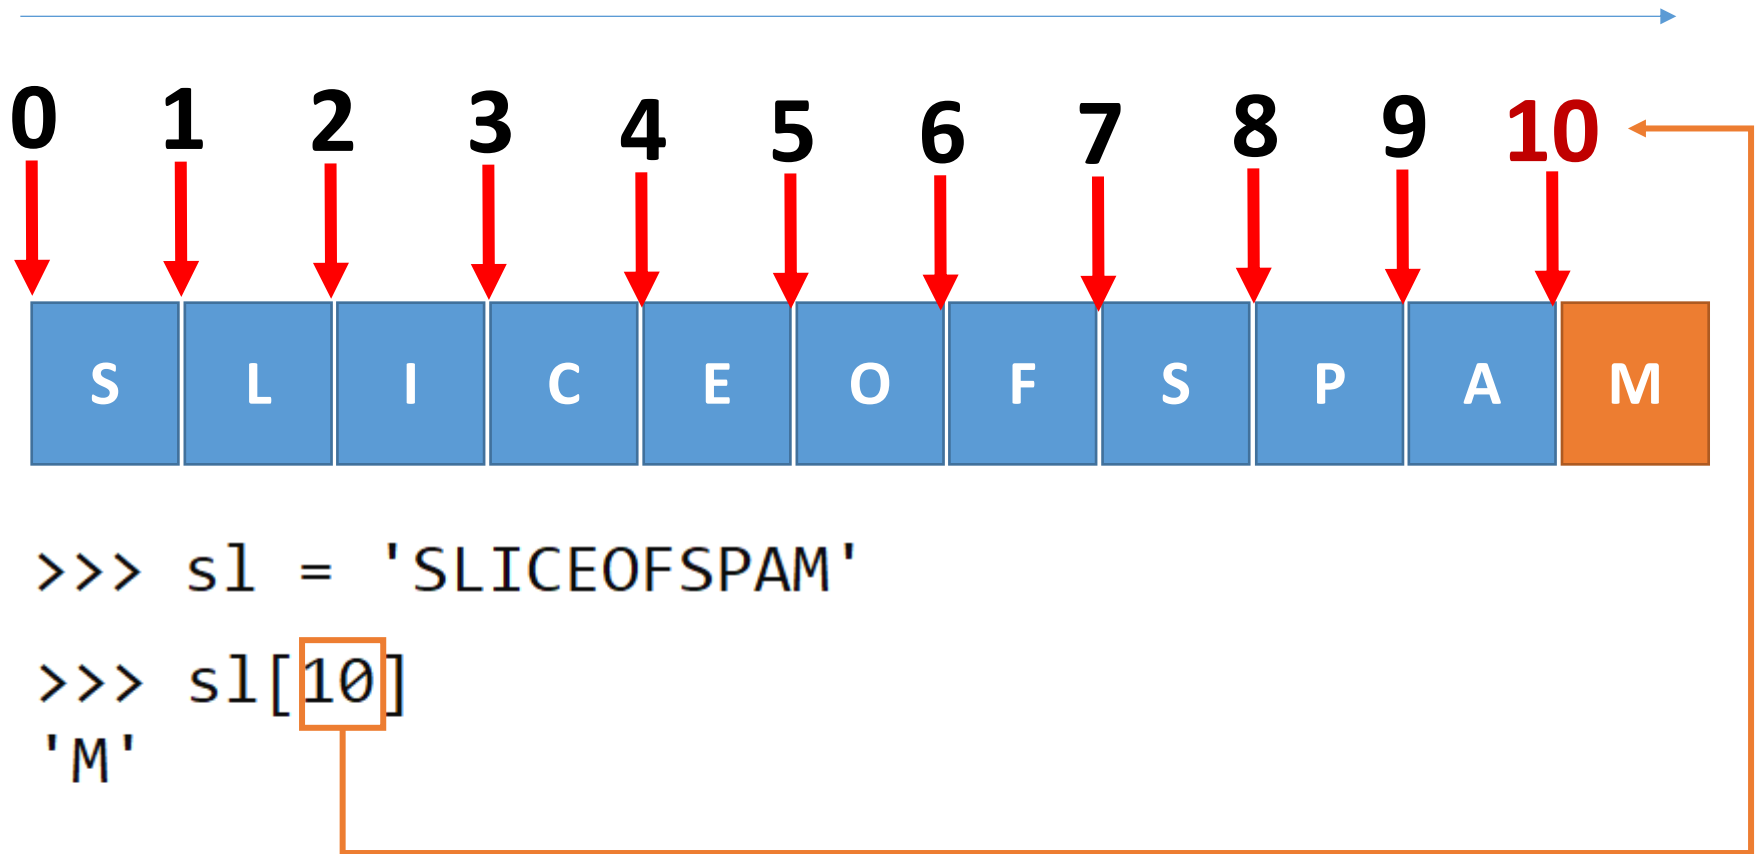 0 1 2 3 4 5 6 7 8 9 10
S L I C E O F S P A M
>>> sl = 'SLICEOFSPAM'
>>> sl[10]
'M'